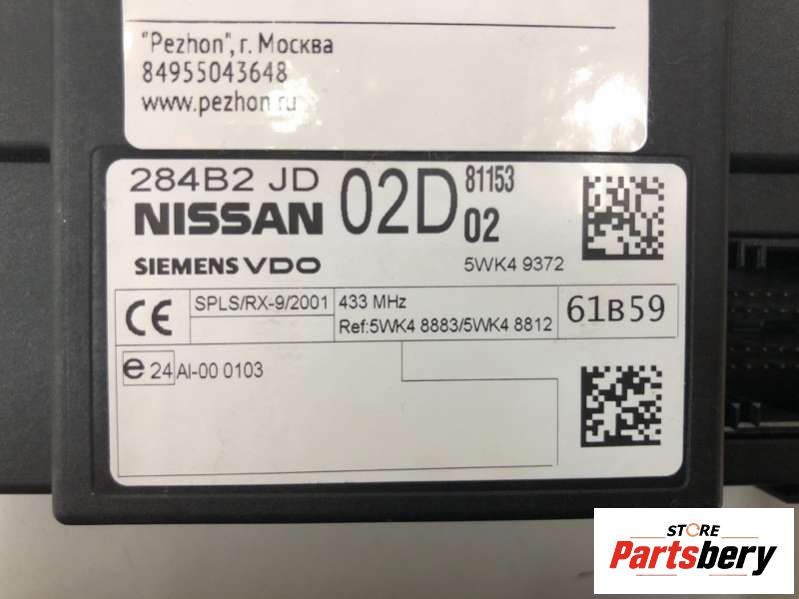 "Pezhon", г. Москва
84955043648
www.pezhon.ru
284B2 JD 02D 81153
NISSAN 02
SIEMENS VDO 5WK4 9372
CE SPLS/RX-9/2001 433 MHz 61B59
Ref:5WK4 8883/5WK4 8812
e 24 AI-00 0103
STORE
Partsbery